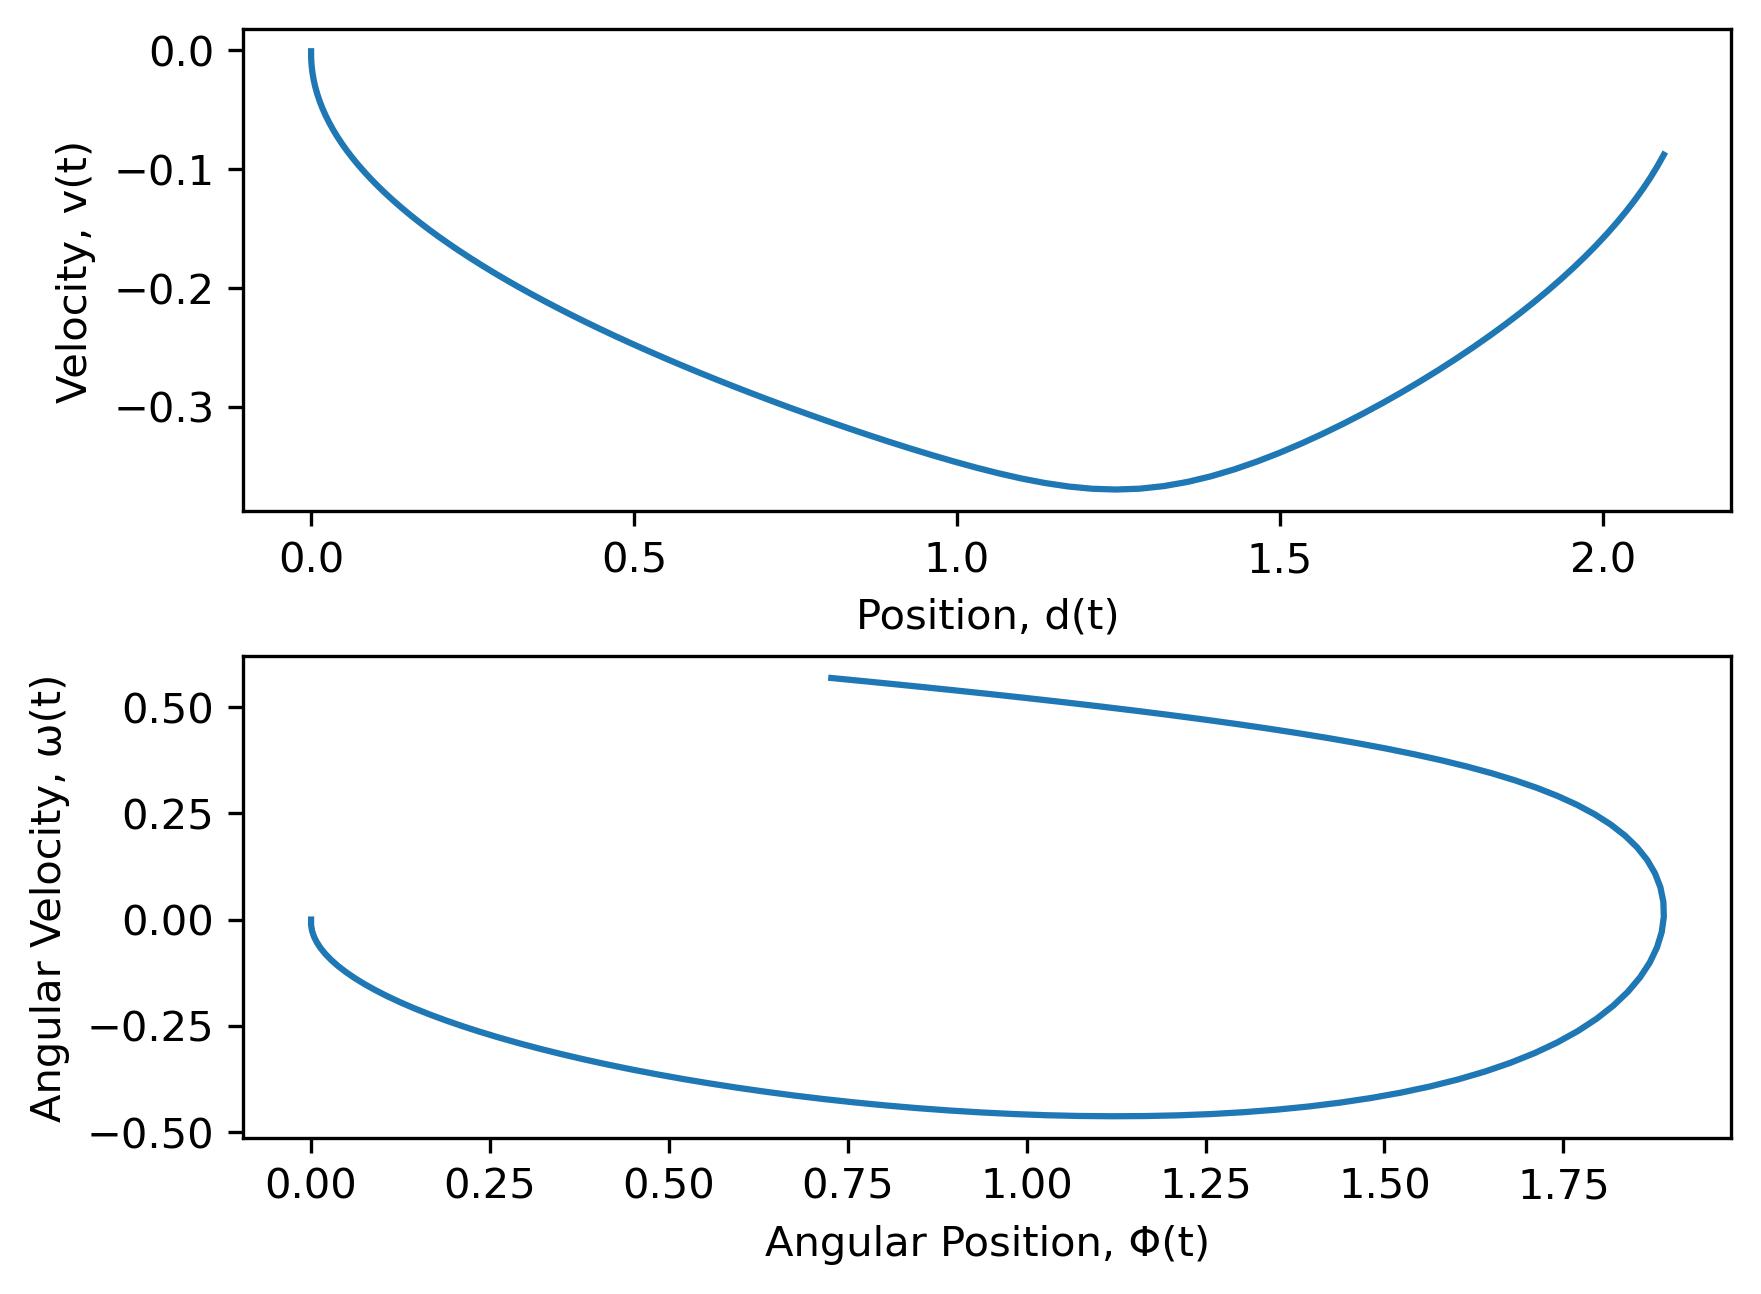 0.0
−0.1
−0.2
−0.3
Velocity, v(t)
0.0 0.5 1.0 1.5 2.0
Position, d(t)
0.50
0.25
0.00
−0.25
−0.50
Angular Velocity, ω(t)
0.00 0.25 0.50 0.75 1.00 1.25 1.50 1.75
Angular Position, Φ(t)